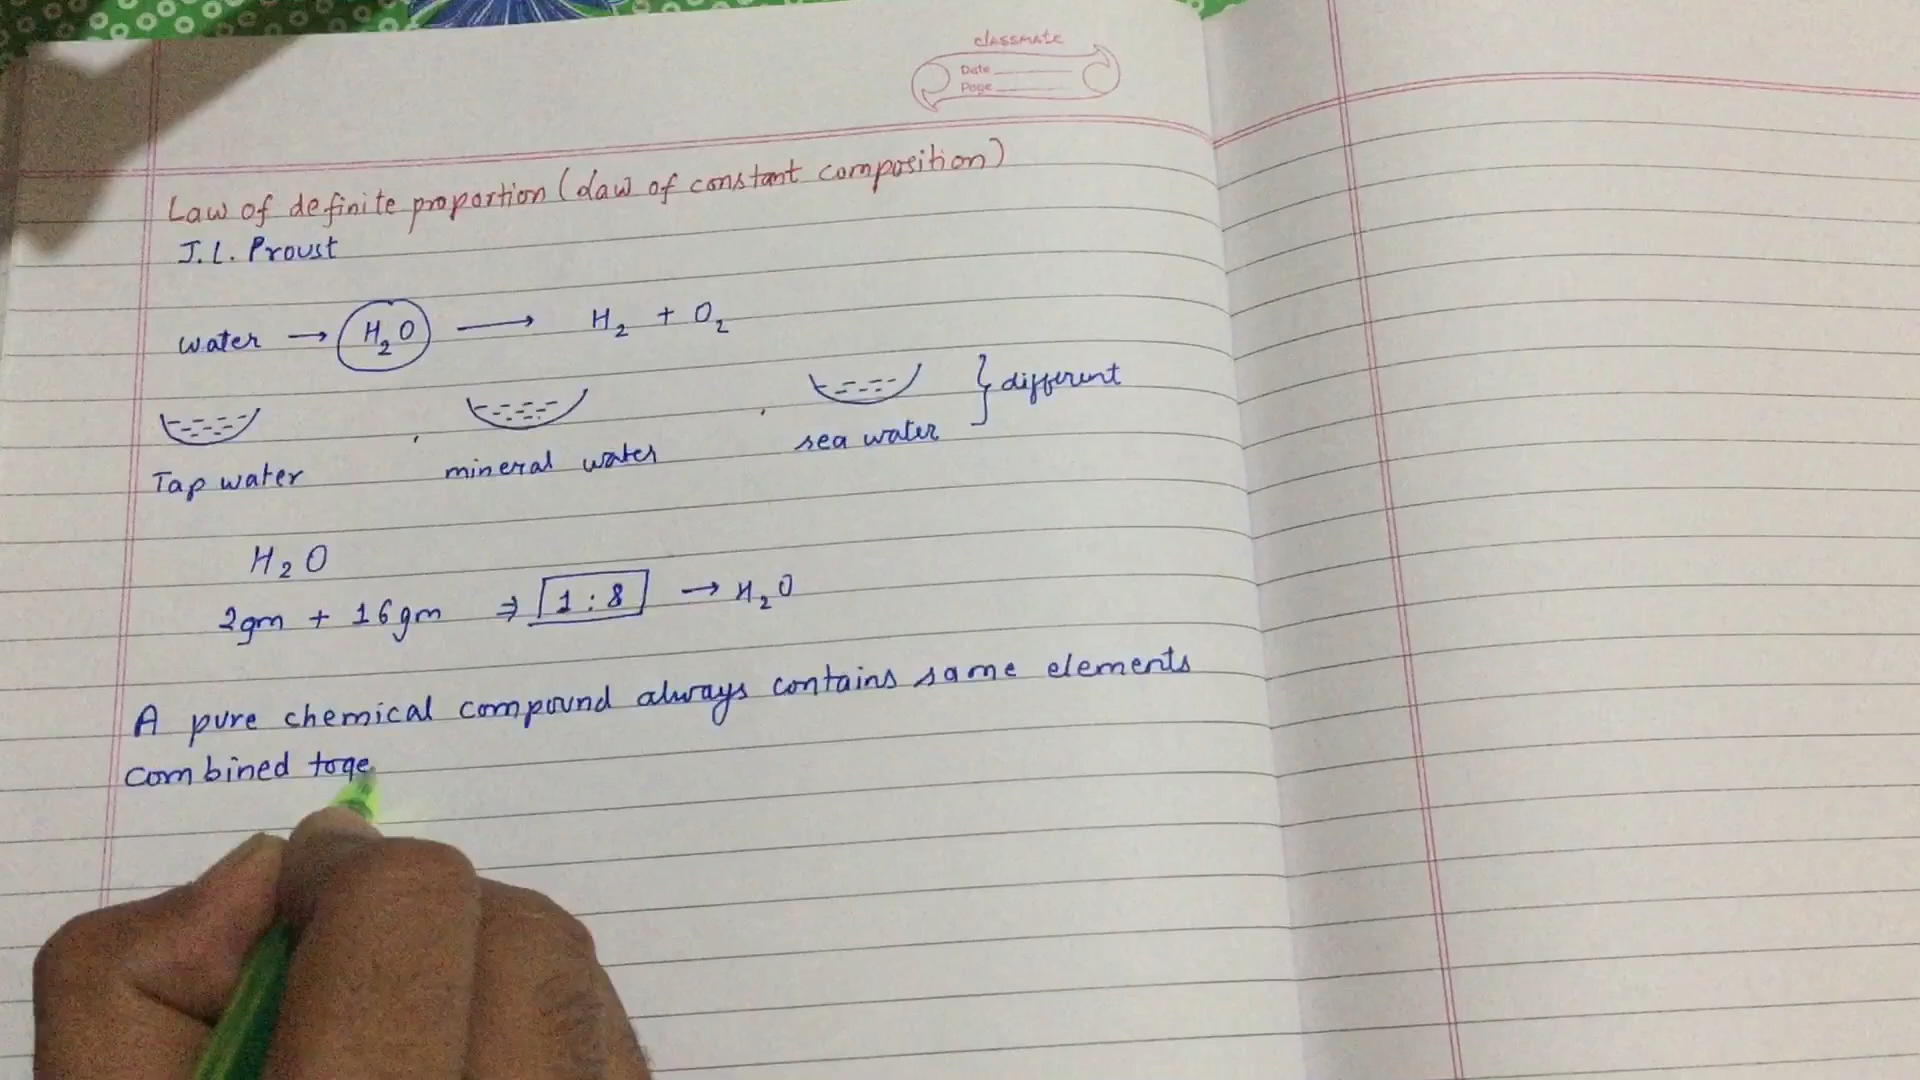 classmate
Date
Page
Law of definite proportion (Law of constant composition)
J.L. Proust
water → H₂O ⟶ H₂ + O₂
} different
Tap water , mineral water , sea water
H₂O
2gm + 16gm ⇒ 1 : 8 → H₂O
A pure chemical compound always contains same elements
combined toge